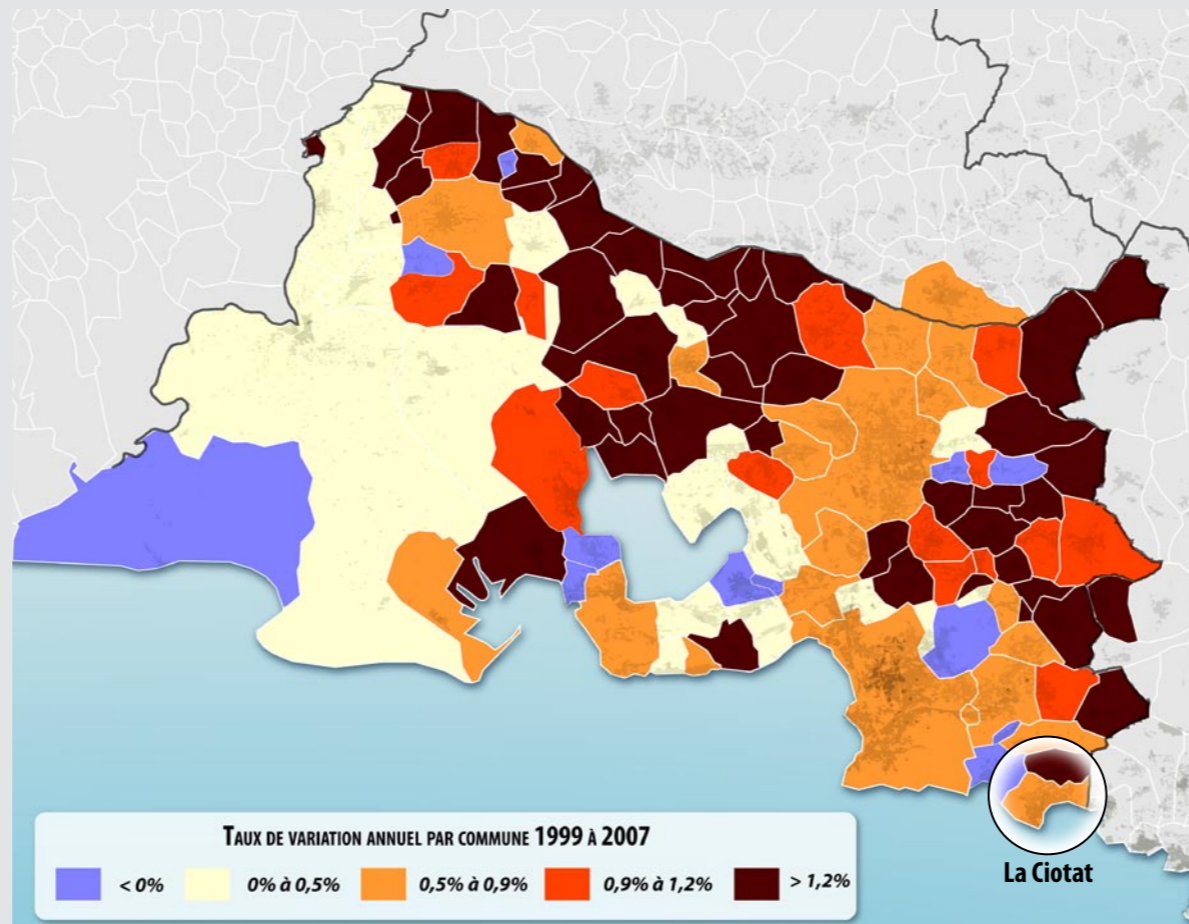 La Ciotat
TAUX DE VARIATION ANNUEL PAR COMMUNE 1999 À 2007
< 0%
0% à 0,5%
0,5% à 0,9%
0,9% à 1,2%
> 1,2%